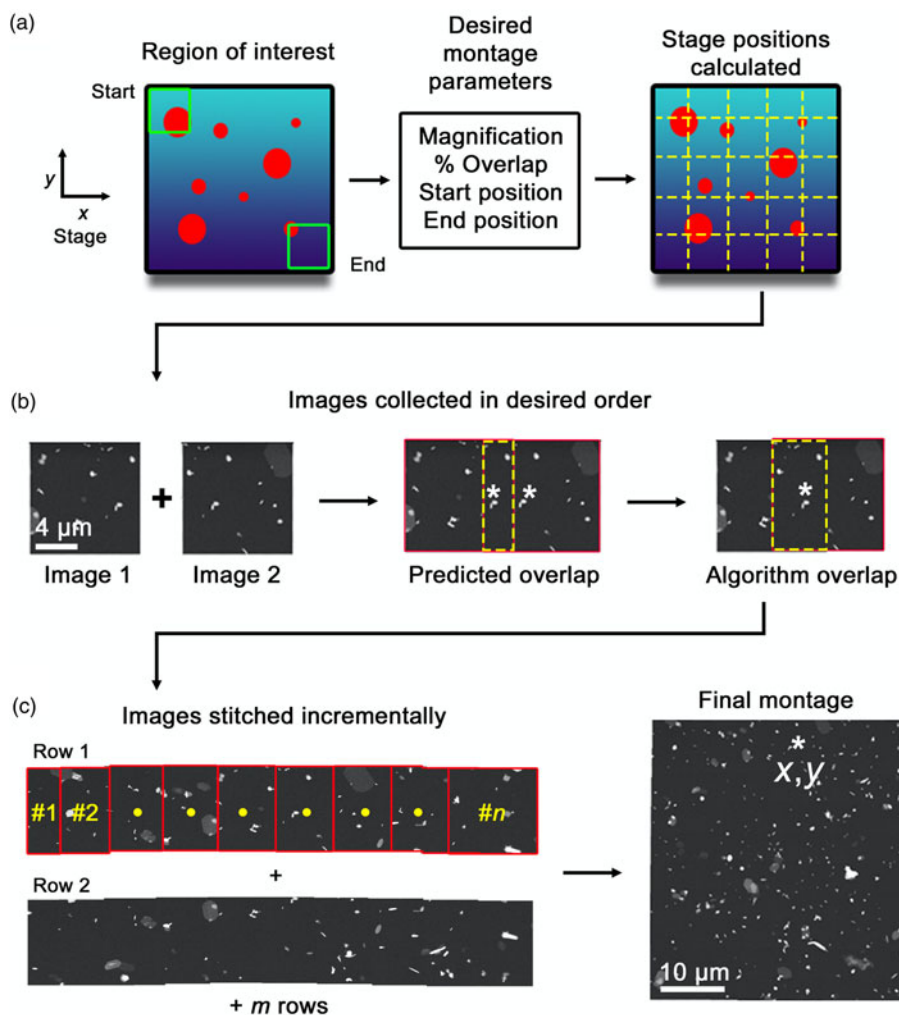 (a)
Region of interest
Desired
montage
parameters
Stage positions
calculated
Start
y
x
Stage
End
Magnification
% Overlap
Start position
End position
(b)
Images collected in desired order
4 µm
+
*
*
*
Image 1
Image 2
Predicted overlap
Algorithm overlap
(c)
Images stitched incrementally
Final montage
Row 1
#1
#2
#n
+
Row 2
+ m rows
*
x,y
10 µm